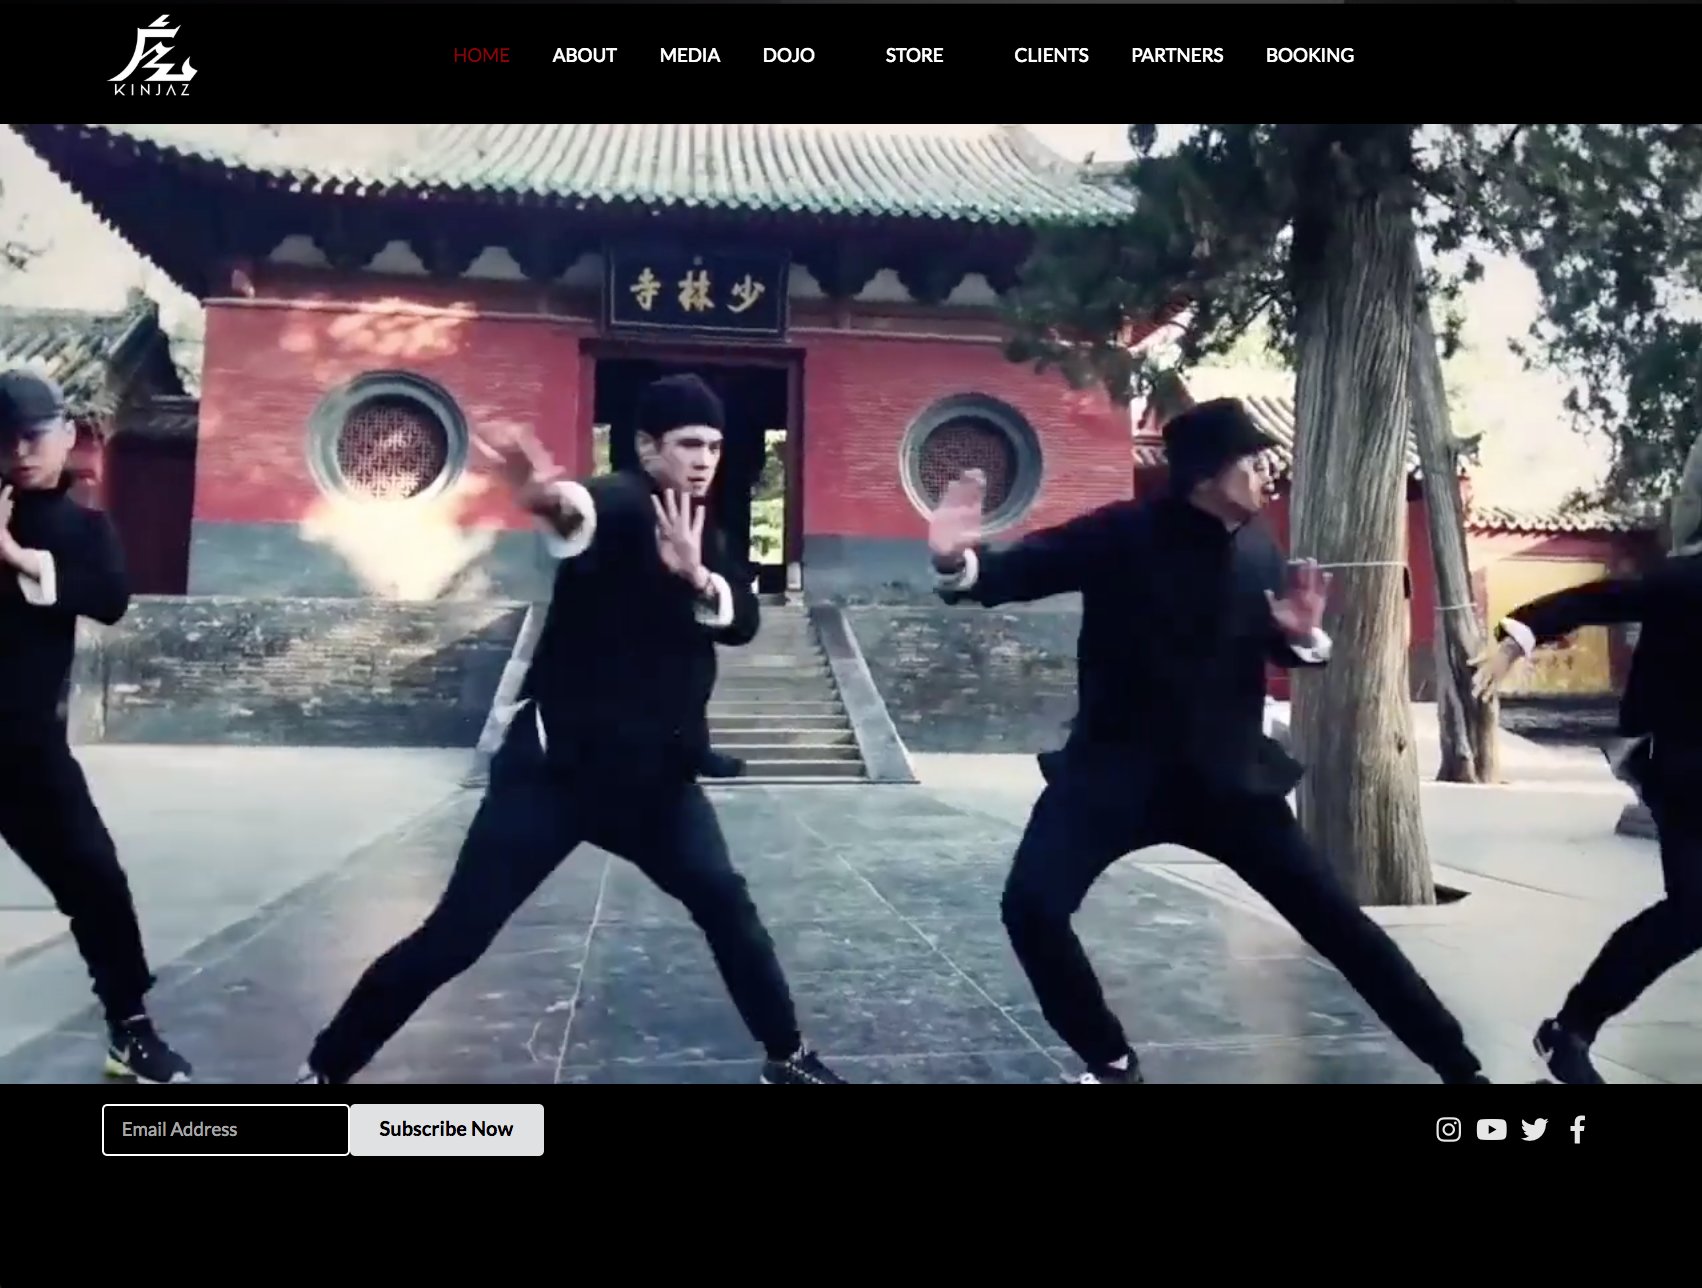 KINJAZ
HOME ABOUT MEDIA DOJO STORE CLIENTS PARTNERS BOOKING
寺林少
Email Address Subscribe Now